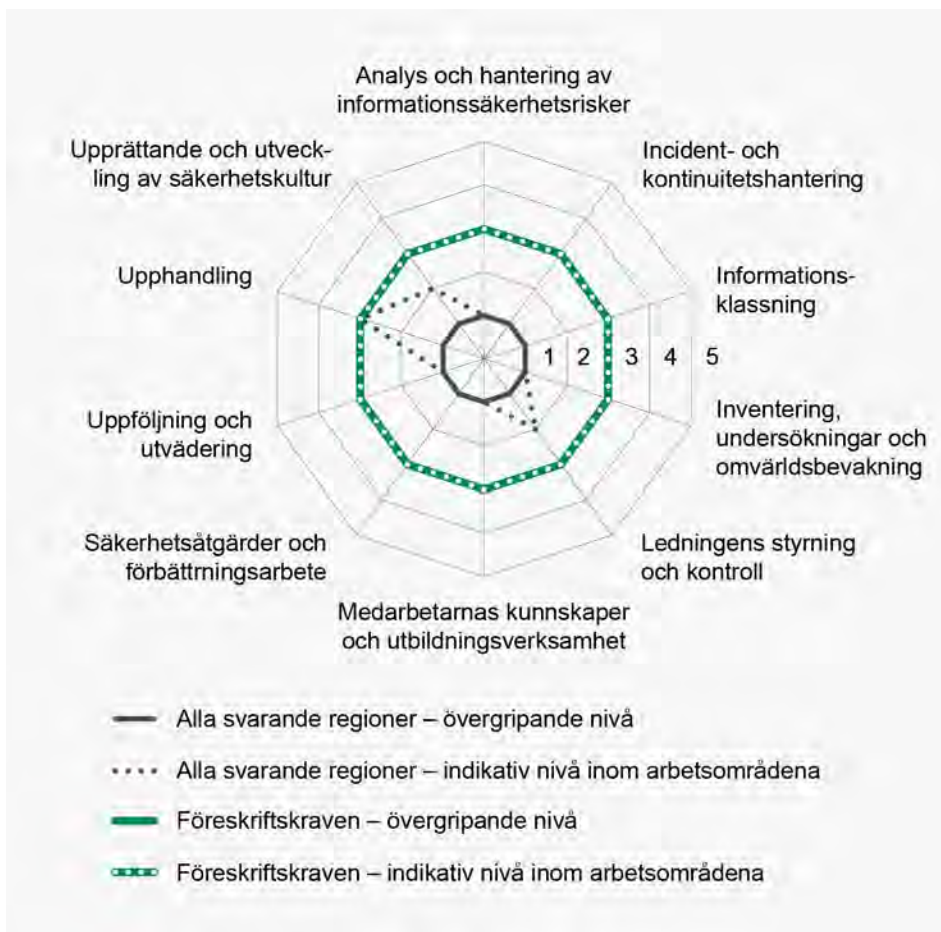 Analys och hantering av
informationssäkerhetsrisker
Upprättande och utveck-
ling av säkerhetskultur
Incident- och
kontinuitetshantering
Upphandling
Informations-
klassning
1 2 3 4 5
Uppföljning och
utvädering
Inventering,
undersökningar och
omvärldsbevakning
Säkerhetsåtgärder och
förbättrningsarbete
Ledningens styrning
och kontroll
Medarbetarnas kunnskaper
och utbildningsverksamhet
Alla svarande regioner – övergripande nivå
Alla svarande regioner – indikativ nivå inom arbetsområdena
Föreskriftskraven – övergripande nivå
Föreskriftskraven – indikativ nivå inom arbetsområdena